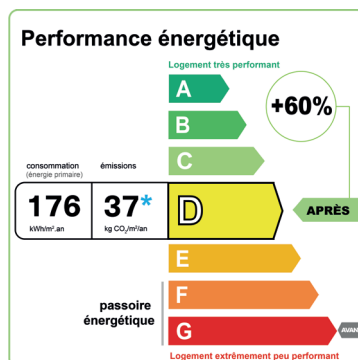 Performance énergétique
Logement très performant
A
B
C
+60%
consommation
(énergie primaire)
émissions
176
kWh/m².an
37*
kg CO₂/m²/an
D
APRÈS
E
F
passoire
énergétique
G
AVAN
Logement extrêmement peu performant